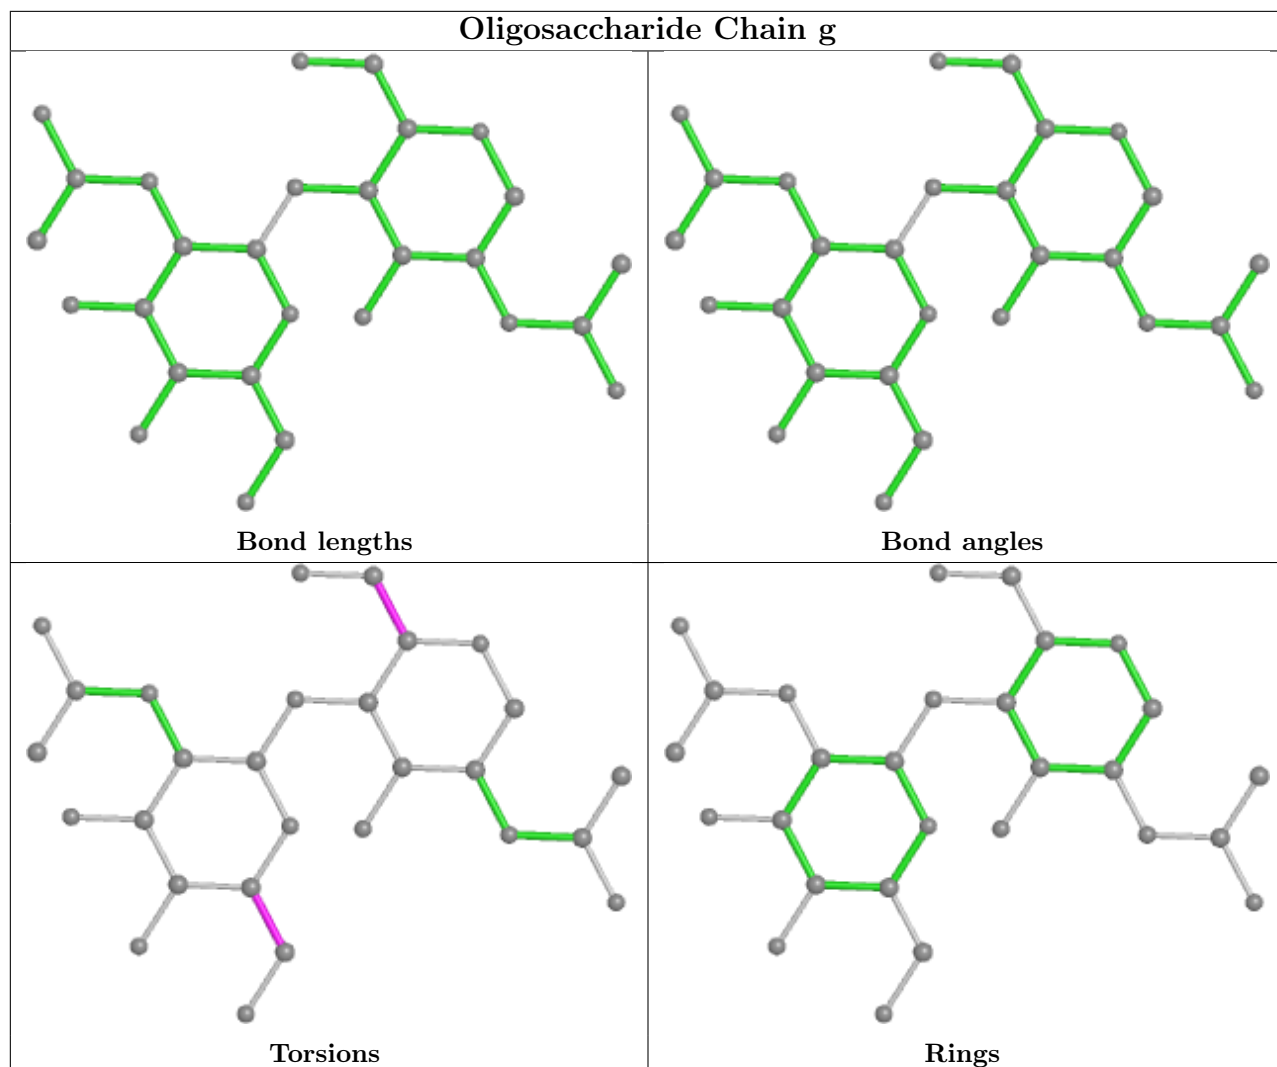 Oligosaccharide Chain g
Bond lengths
Bond angles
Torsions
Rings